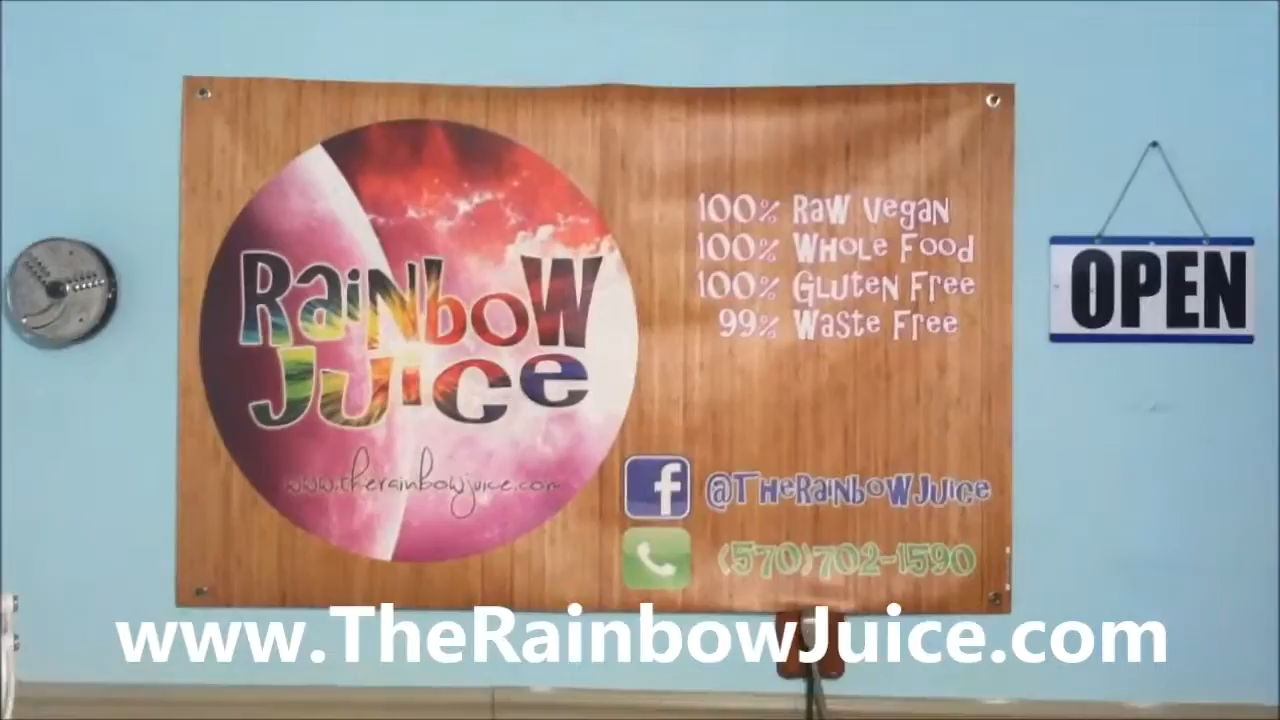 RaiNboW
Juice
www.therainbowjuice.com
100% Raw Vegan
100% Whole Food
100% Gluten Free
99% Waste Free
f @TheRainboWJuice
(570)702-1590
OPEN
www.TheRainbowJuice.com